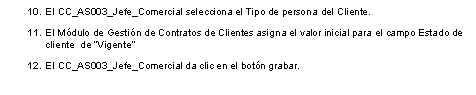 10. El CC_AS003_Jefe_Comercial selecciona el Tipo de persona del Cliente.
11. El Módulo de Gestión de Contratos de Clientes asigna el valor inicial para el campo Estado de
cliente de "Vigente"
12. El CC_AS003_Jefe_Comercial da clic en el botón grabar.